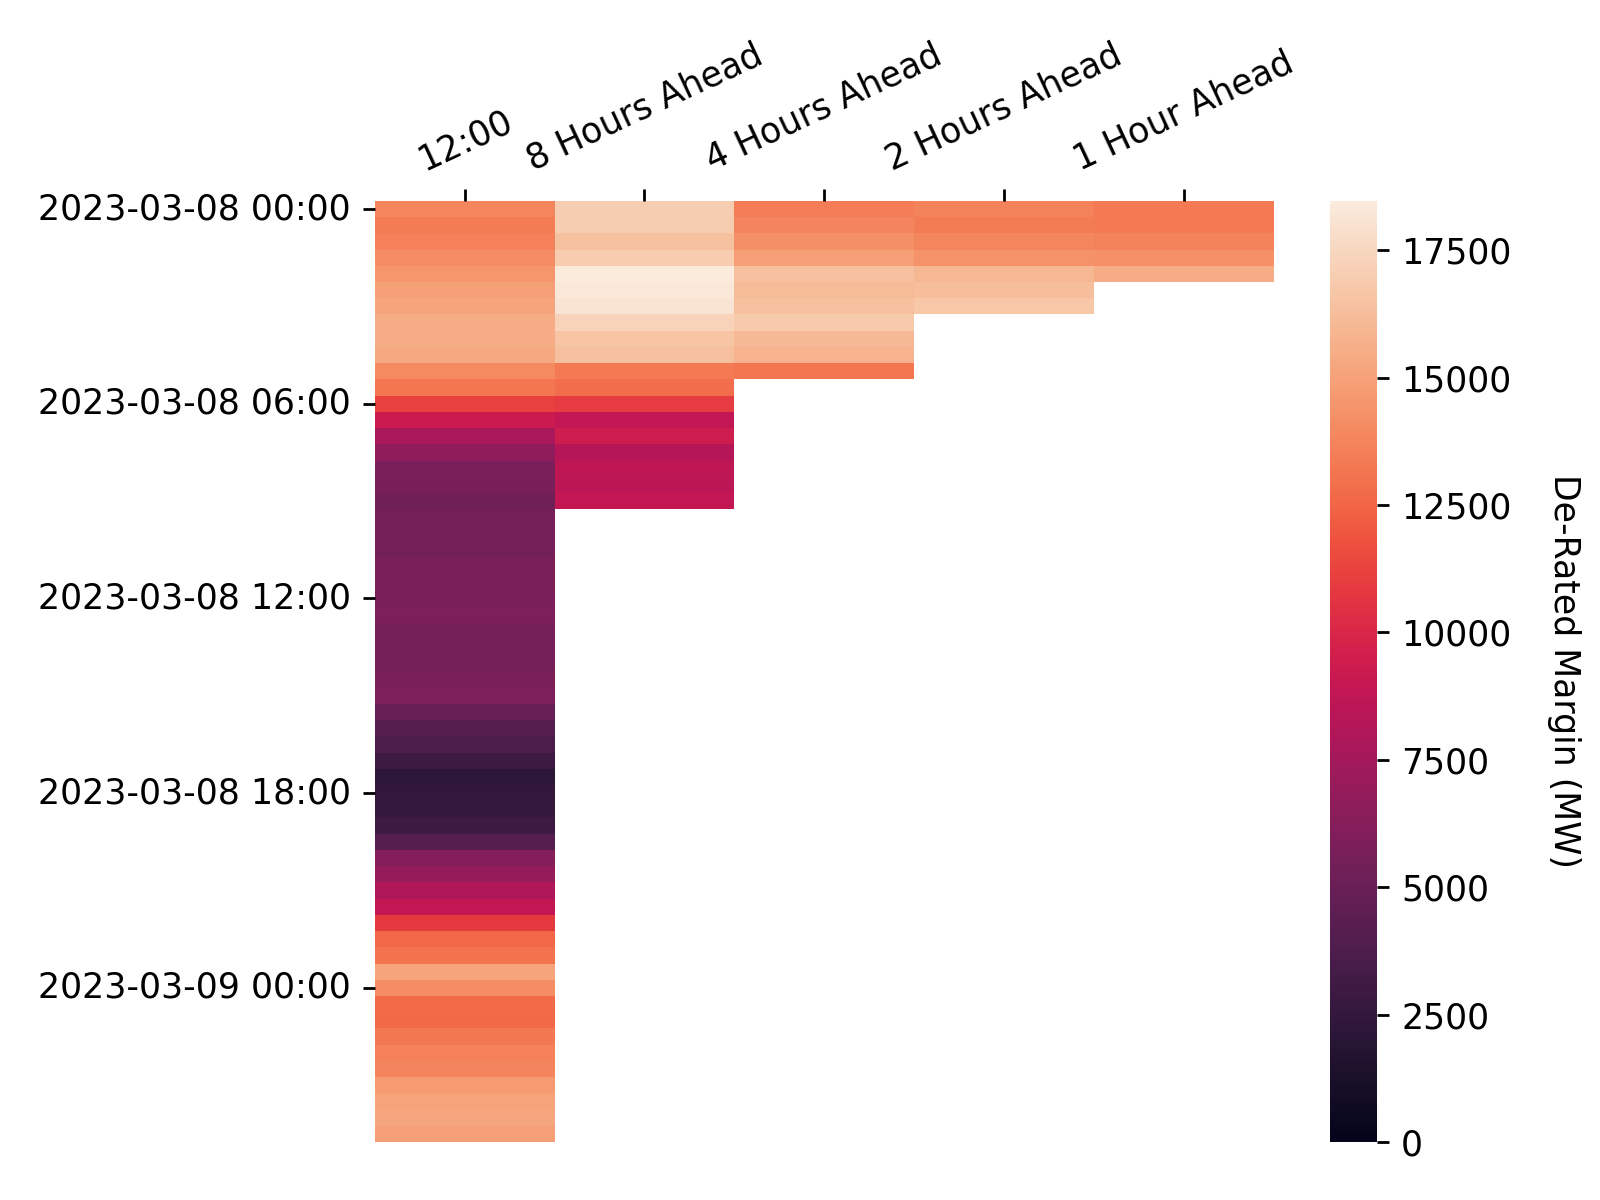 12:00
8 Hours Ahead
4 Hours Ahead
2 Hours Ahead
1 Hour Ahead
2023-03-08 00:00
2023-03-08 06:00
2023-03-08 12:00
2023-03-08 18:00
2023-03-09 00:00
17500
15000
12500
10000
7500
5000
2500
0
De-Rated Margin (MW)